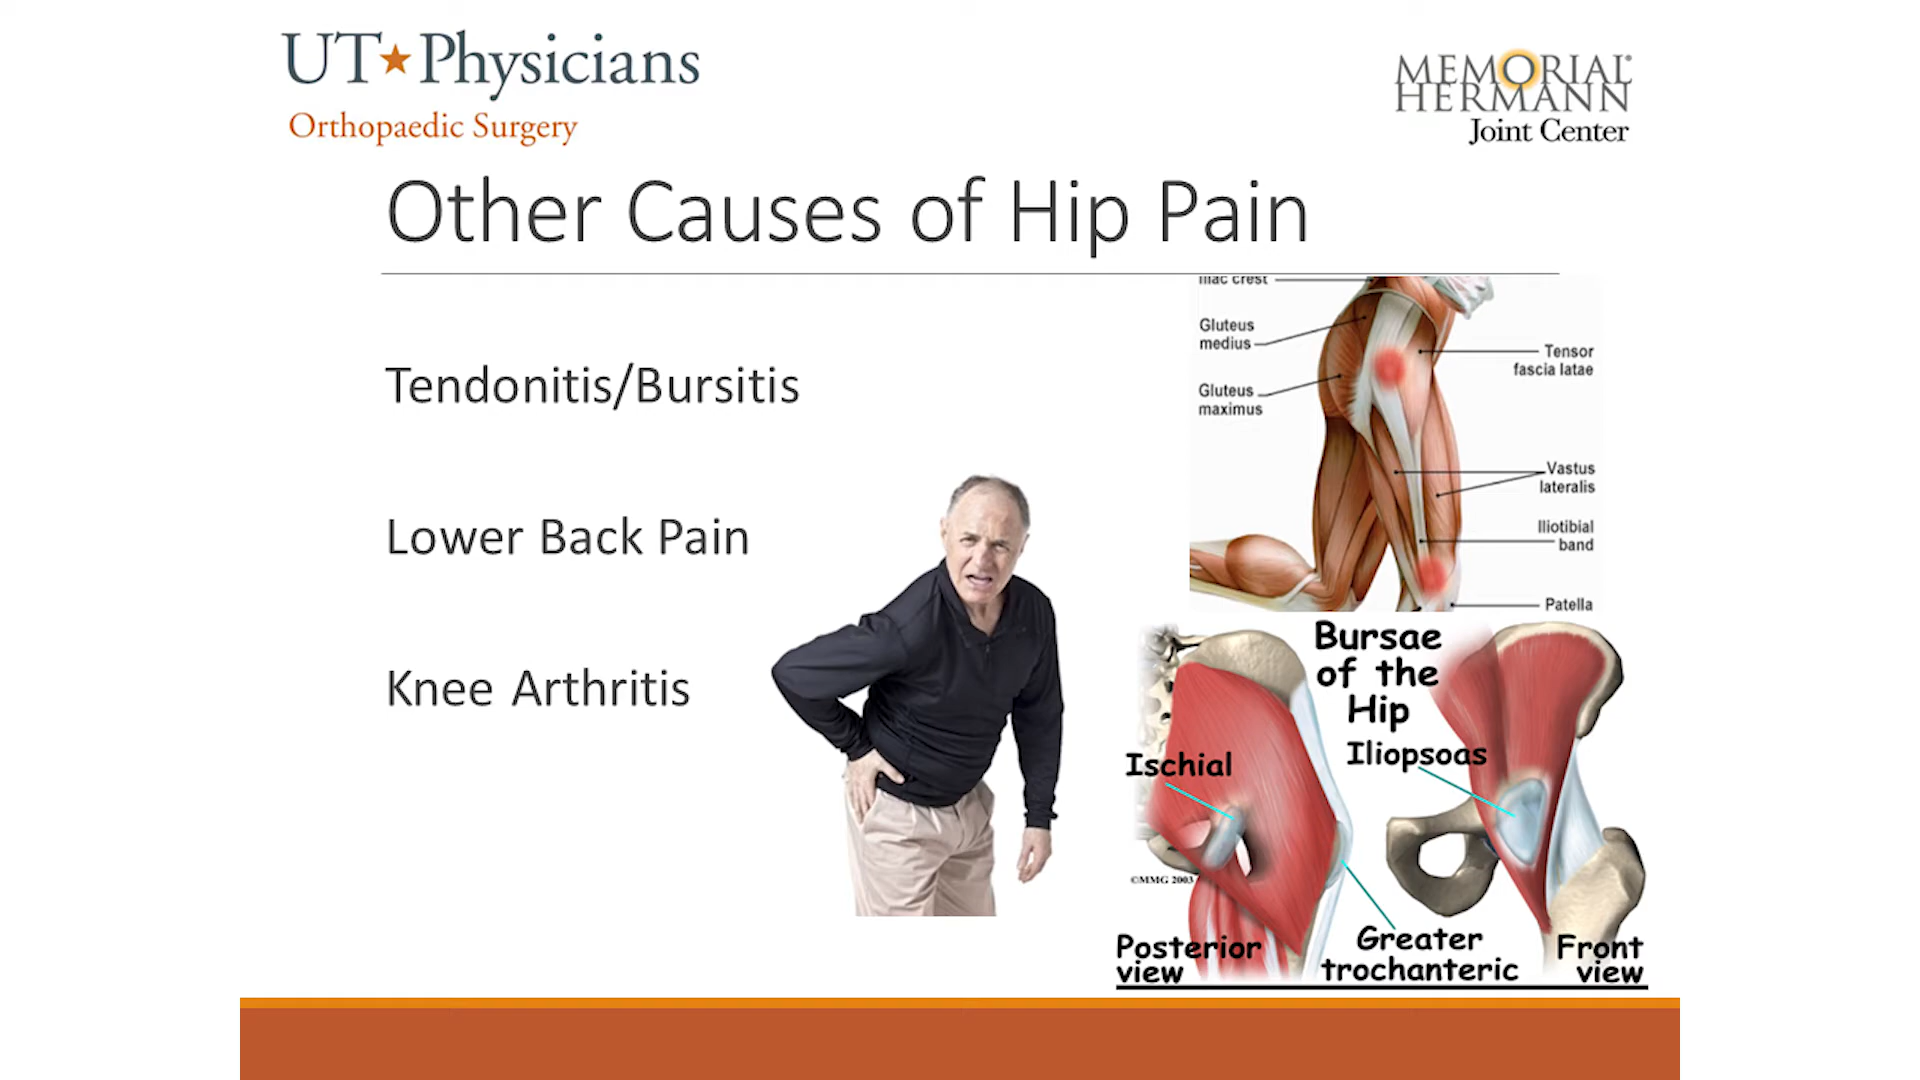 UT★Physicians
Orthopaedic Surgery
MEMORIAL®
HERMANN
Joint Center
Other Causes of Hip Pain
Tendonitis/Bursitis
Lower Back Pain
Knee Arthritis
Iliac crest
Gluteus
medius
Gluteus
maximus
Tensor
fascia latae
Vastus
lateralis
Iliotibial
band
Patella
Bursae
of the
Hip
Ischial
Iliopsoas
©MMG 2003
Posterior
view
Greater
trochanteric
Front
view